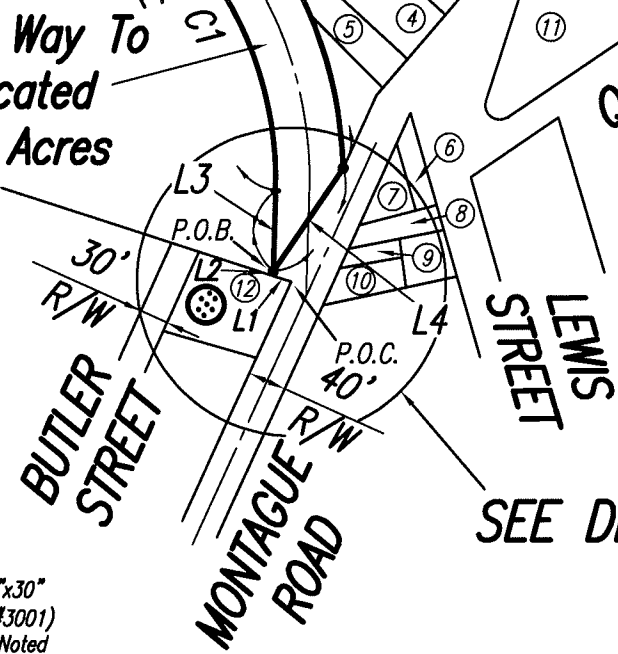 Way To
cated
Acres
C1
5
4
11
6
7
8
9
10
L3
P.O.B.
L2
12
L1
L4
P.O.C.
30'
R/W
40'
R/W
BUTLER
STREET
MONTAGUE
ROAD
LEWIS
STREET
SEE D
"x30"
#3001)
Noted